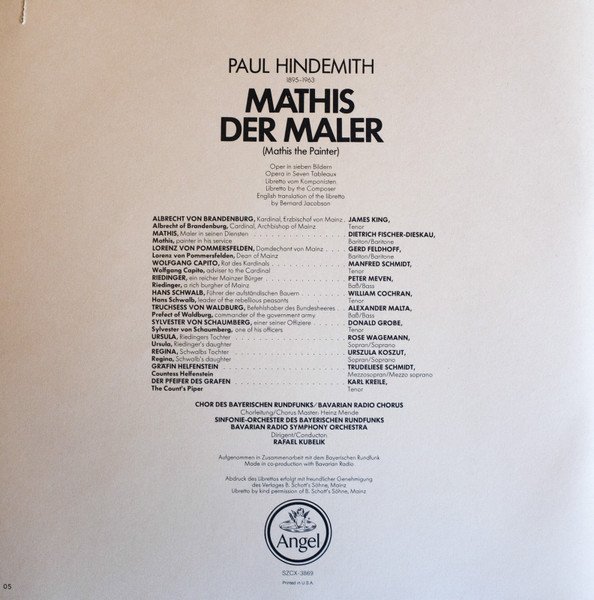 PAUL HINDEMITH
1895-1963
MATHIS
DER MALER
(Mathis the Painter)
Oper in sieben Bildern
Opera in Seven Tableaux
Libretto vom Komponisten
Libretto by the Composer
English translation of the libretto
by Bernard Jacobson
ALBRECHT VON BRANDENBURG, Kardinal, Erzbischof von Mainz . JAMES KING,
Albrecht of Brandenburg, Cardinal, Archbishop of Mainz Tenor
MATHIS, Maler in seinen Diensten . . . . . . . . . . . . . . . . DIETRICH FISCHER-DIESKAU,
Mathis, painter in his service Bariton/Baritone
LORENZ VON POMMERSFELDEN, Domdechant von Mainz . . . . GERD FELDHOFF,
Lorenz von Pommersfelden, Dean of Mainz Bariton/Baritone
WOLFGANG CAPITO, Rat des Kardinals . . . . . . . . . . . . . . MANFRED SCHMIDT,
Wolfgang Capito, adviser to the Cardinal Tenor
RIEDINGER, ein reicher Mainzer Bürger . . . . . . . . . . . . . PETER MEVEN,
Riedinger, a rich burgher of Mainz Baß/Bass
HANS SCHWALB, Führer der aufständischen Bauern . . . . . . . WILLIAM COCHRAN,
Hans Schwalb, leader of the rebellious peasants Tenor
TRUCHSESS VON WALDBURG, Befehlshaber des Bundesheeres . . ALEXANDER MALTA,
Prefect of Waldburg, commander of the government army Baß/Bass
SYLVESTER VON SCHAUMBERG, einer seiner Offiziere . . . . . DONALD GROBE,
Sylvester von Schaumberg, one of his officers Tenor
URSULA, Riedingers Tochter . . . . . . . . . . . . . . . . . . ROSE WAGEMANN,
Ursula, Riedinger's daughter Sopran/Soprano
REGINA, Schwalbs Tochter . . . . . . . . . . . . . . . . . . . URSZULA KOSZUT,
Regina, Schwalb's daughter Sopran/Soprano
GRÄFIN HELFENSTEIN . . . . . . . . . . . . . . . . . . . . . TRUDELIESE SCHMIDT,
Countess Helfenstein Mezzosopran/Mezzo soprano
DER PFEIFER DES GRAFEN . . . . . . . . . . . . . . . . . . . KARL KREILE,
The Count's Piper Tenor
CHOR DES BAYERISCHEN RUNDFUNKS/BAVARIAN RADIO CHORUS
Chorleitung/Chorus Master: Heinz Mende
SINFONIE-ORCHESTER DES BAYERISCHEN RUNDFUNKS
BAVARIAN RADIO SYMPHONY ORCHESTRA
Dirigent/Conductor:
RAFAEL KUBELIK
Aufgenommen in Zusammenarbeit mit dem Bayerischen Rundfunk
Made in co-production with Bavarian Radio
Abdruck des Librettos erfolgt mit freundlicher Genehmigung
des Verlages B. Schott's Söhne, Mainz
Libretto by kind permission of B. Schott's Söhne, Mainz
Angel
SZCX-3869
Printed in U.S.A.
05